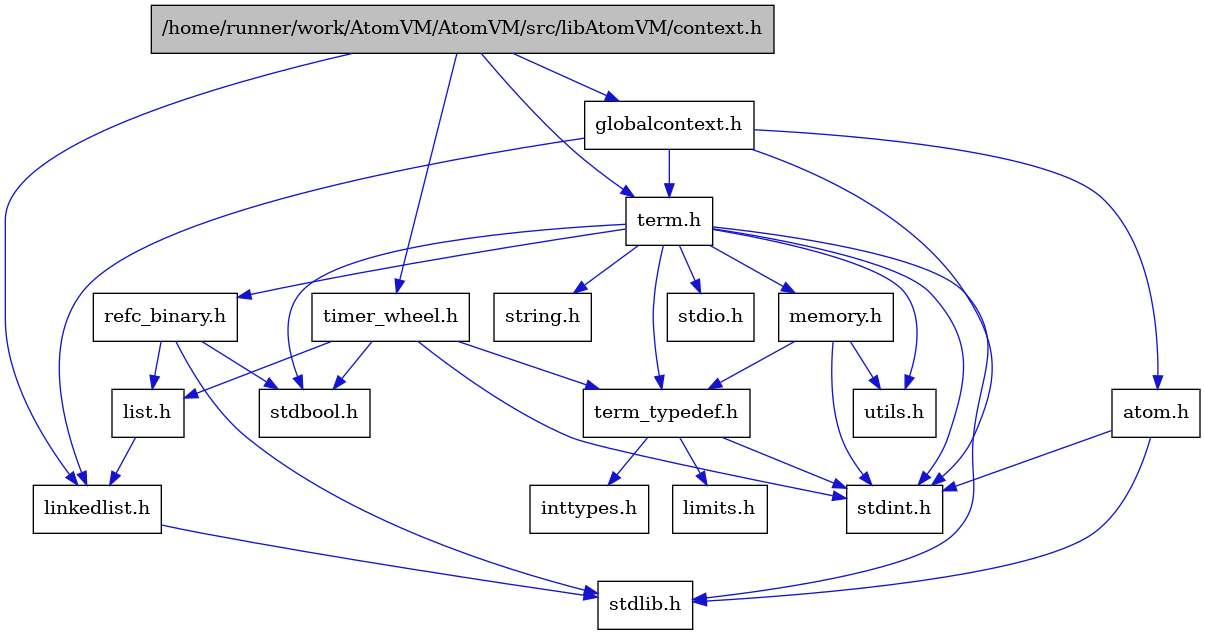 /home/runner/work/AtomVM/AtomVM/src/libAtomVM/context.h
globalcontext.h
term.h
refc_binary.h
timer_wheel.h
string.h
stdio.h
memory.h
list.h
stdbool.h
term_typedef.h
utils.h
atom.h
linkedlist.h
inttypes.h
limits.h
stdint.h
stdlib.h